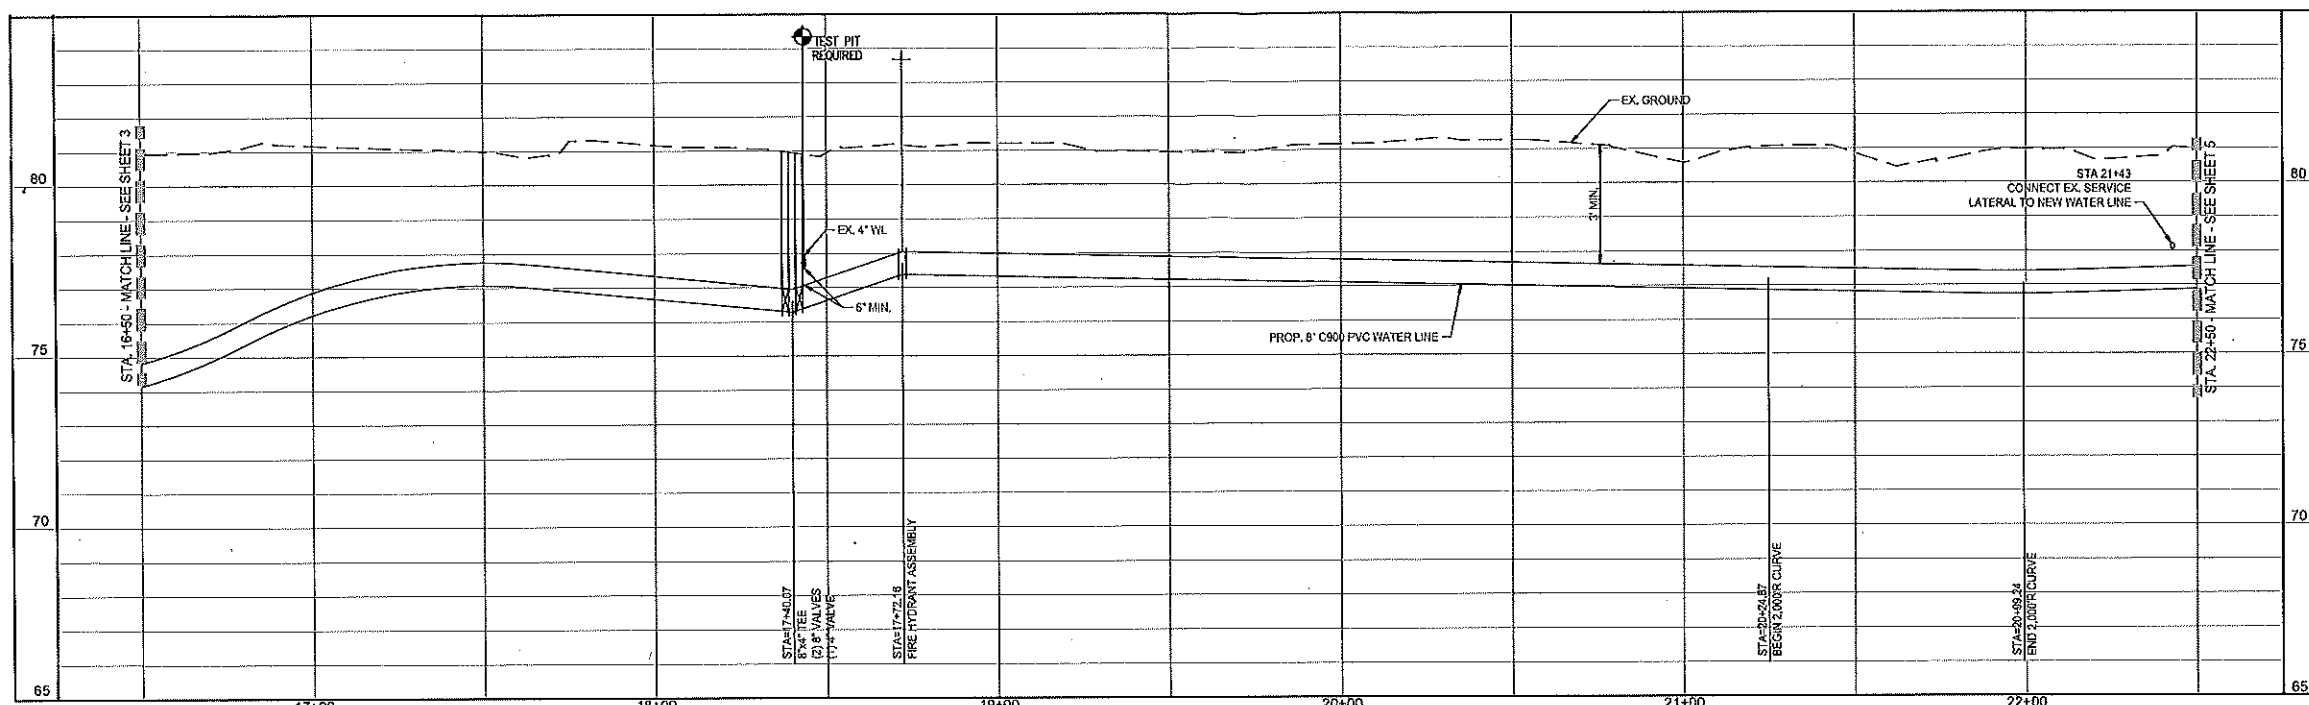 TEST PIT
REQUIRED
EX. GROUND
STA. 16+50 - MATCH LINE - SEE SHEET 3
80
75
70
65
EX. 4" WL
6" MIN.
3' MIN.
PROP. 8" C900 PVC WATER LINE
STA 21+43
CONNECT EX. SERVICE
LATERAL TO NEW WATER LINE
STA. 22+50 - MATCH LINE - SEE SHEET 5
80
75
70
65
STA=17+40.07
8"x4" TEE
(2) 8" VALVES
(1) 4" VALVE
STA=17+72.16
FIRE HYDRANT ASSEMBLY
STA=20+24.87
BEGIN 2,000'R CURVE
STA=20+99.24
END 2,000'R CURVE
17+00
18+00
19+00
20+00
21+00
22+00